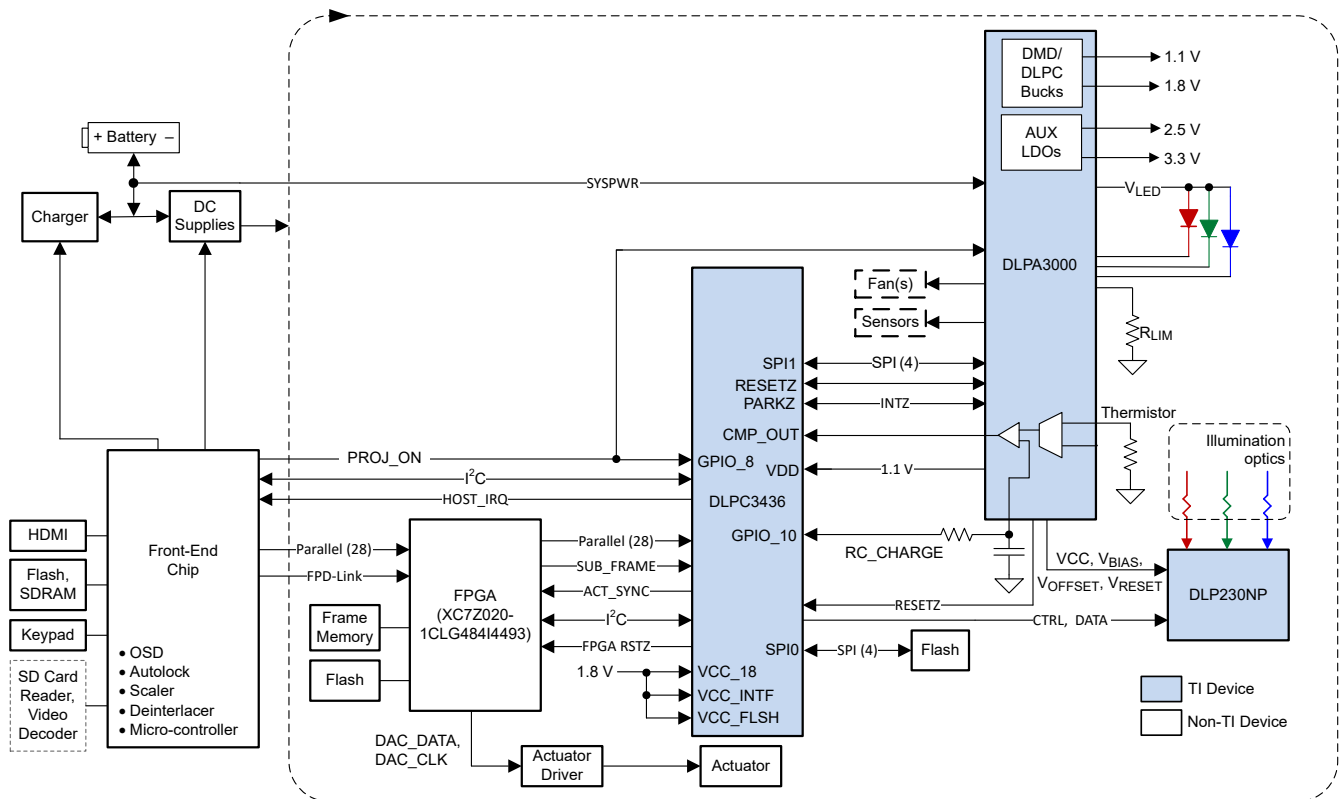 + Battery –
Charger
DC
Supplies
SYSPWR
DMD/
DLPC
Bucks
AUX
LDOs
1.1 V
1.8 V
2.5 V
3.3 V
VLED
DLPA3000
Fan(s)
Sensors
RLIM
SPI1
SPI (4)
RESETZ
PARKZ
INTZ
CMP_OUT
Thermistor
PROJ_ON
GPIO_8
VDD
1.1 V
I2C
HOST_IRQ
DLPC3436
Illumination
optics
HDMI
Flash,
SDRAM
Keypad
SD Card
Reader,
Video
Decoder
Front-End
Chip
• OSD
• Autolock
• Scaler
• Deinterlacer
• Micro-controller
Parallel (28)
FPD-Link
Frame
Memory
Flash
FPGA
(XC7Z020-
1CLG484I4493)
Parallel (28)
SUB_FRAME
ACT_SYNC
I2C
FPGA RSTZ
1.8 V
GPIO_10
RC_CHARGE
VCC, VBIAS,
VOFFSET, VRESET
DLP230NP
RESETZ
CTRL, DATA
SPI0
SPI (4)
Flash
VCC_18
VCC_INTF
VCC_FLSH
DAC_DATA,
DAC_CLK
Actuator
Driver
Actuator
TI Device
Non-TI Device